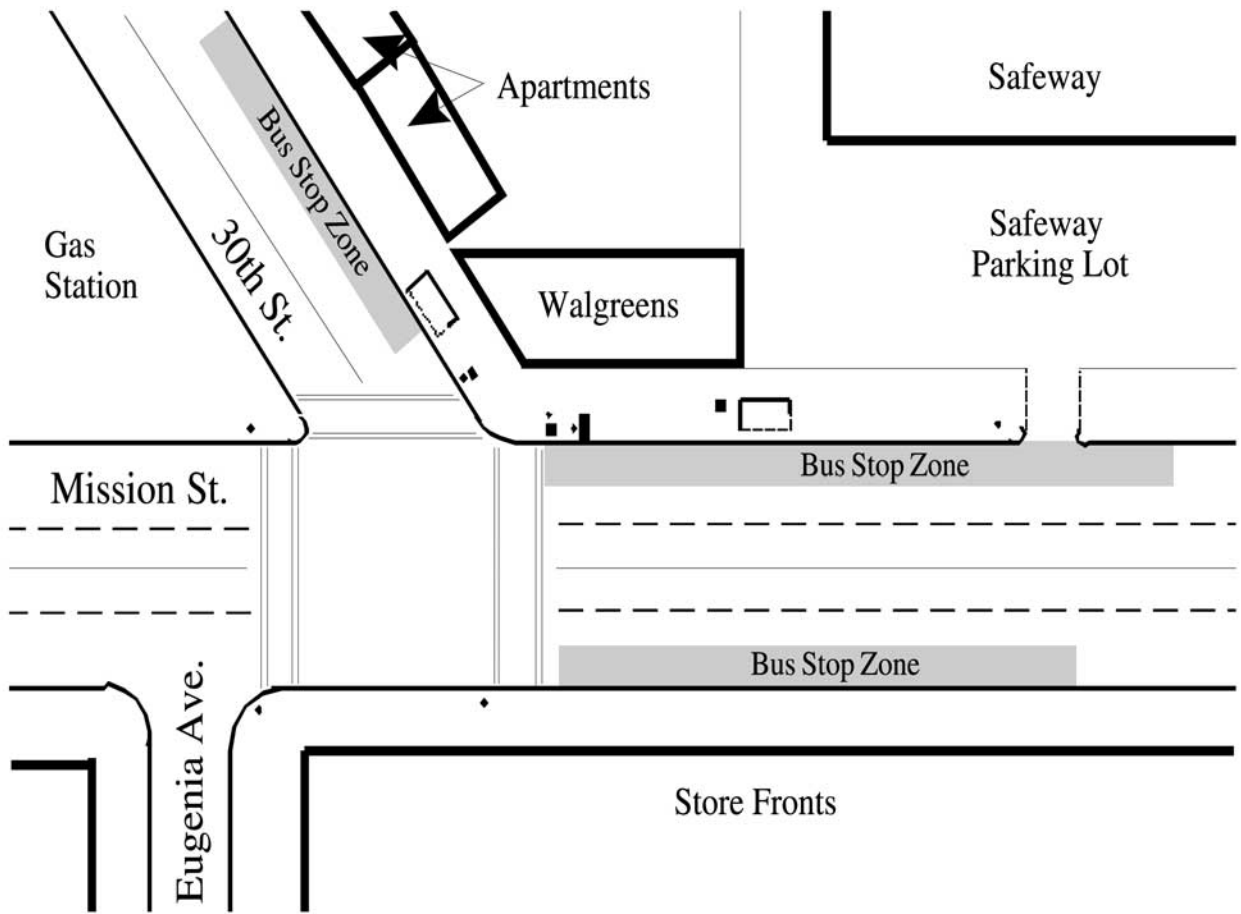 Apartments
Safeway
Bus Stop Zone
Safeway
Parking Lot
Gas
Station
30th St.
Walgreens
Bus Stop Zone
Mission St.
Bus Stop Zone
Eugenia Ave.
Store Fronts